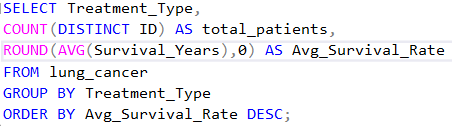 SELECT Treatment_Type,
COUNT(DISTINCT ID) AS total_patients,
ROUND(AVG(Survival_Years),0) AS Avg_Survival_Rate
FROM lung_cancer
GROUP BY Treatment_Type
ORDER BY Avg_Survival_Rate DESC;